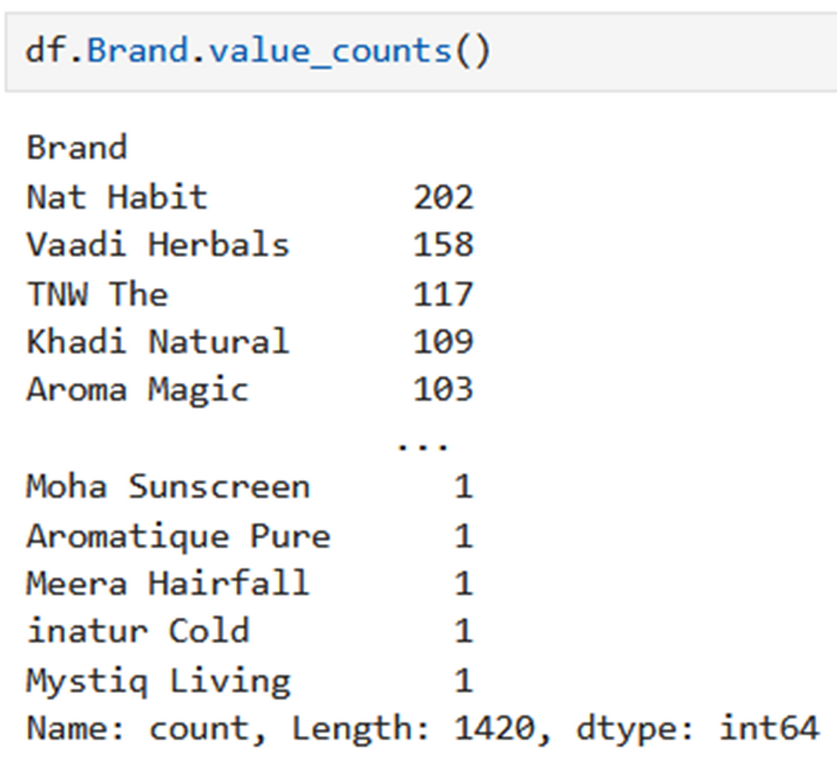 df.Brand.value_counts()
Brand
Nat Habit 202
Vaadi Herbals 158
TNW The 117
Khadi Natural 109
Aroma Magic 103
...
Moha Sunscreen 1
Aromatique Pure 1
Meera Hairfall 1
inatur Cold 1
Mystiq Living 1
Name: count, Length: 1420, dtype: int64